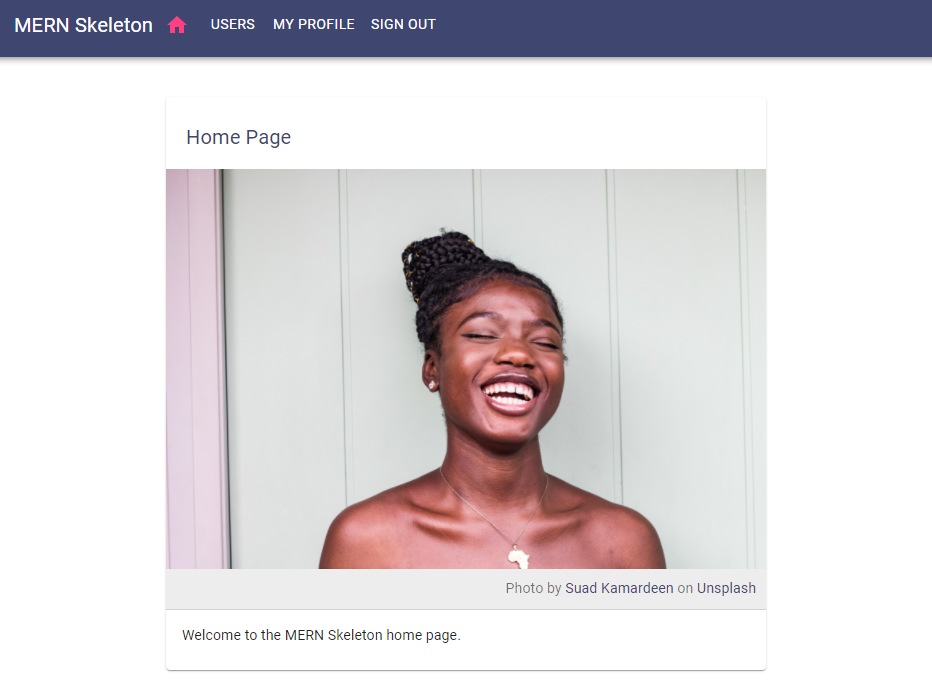 MERN Skeleton USERS MY PROFILE SIGN OUT
Home Page
Photo by Suad Kamardeen on Unsplash
Welcome to the MERN Skeleton home page.